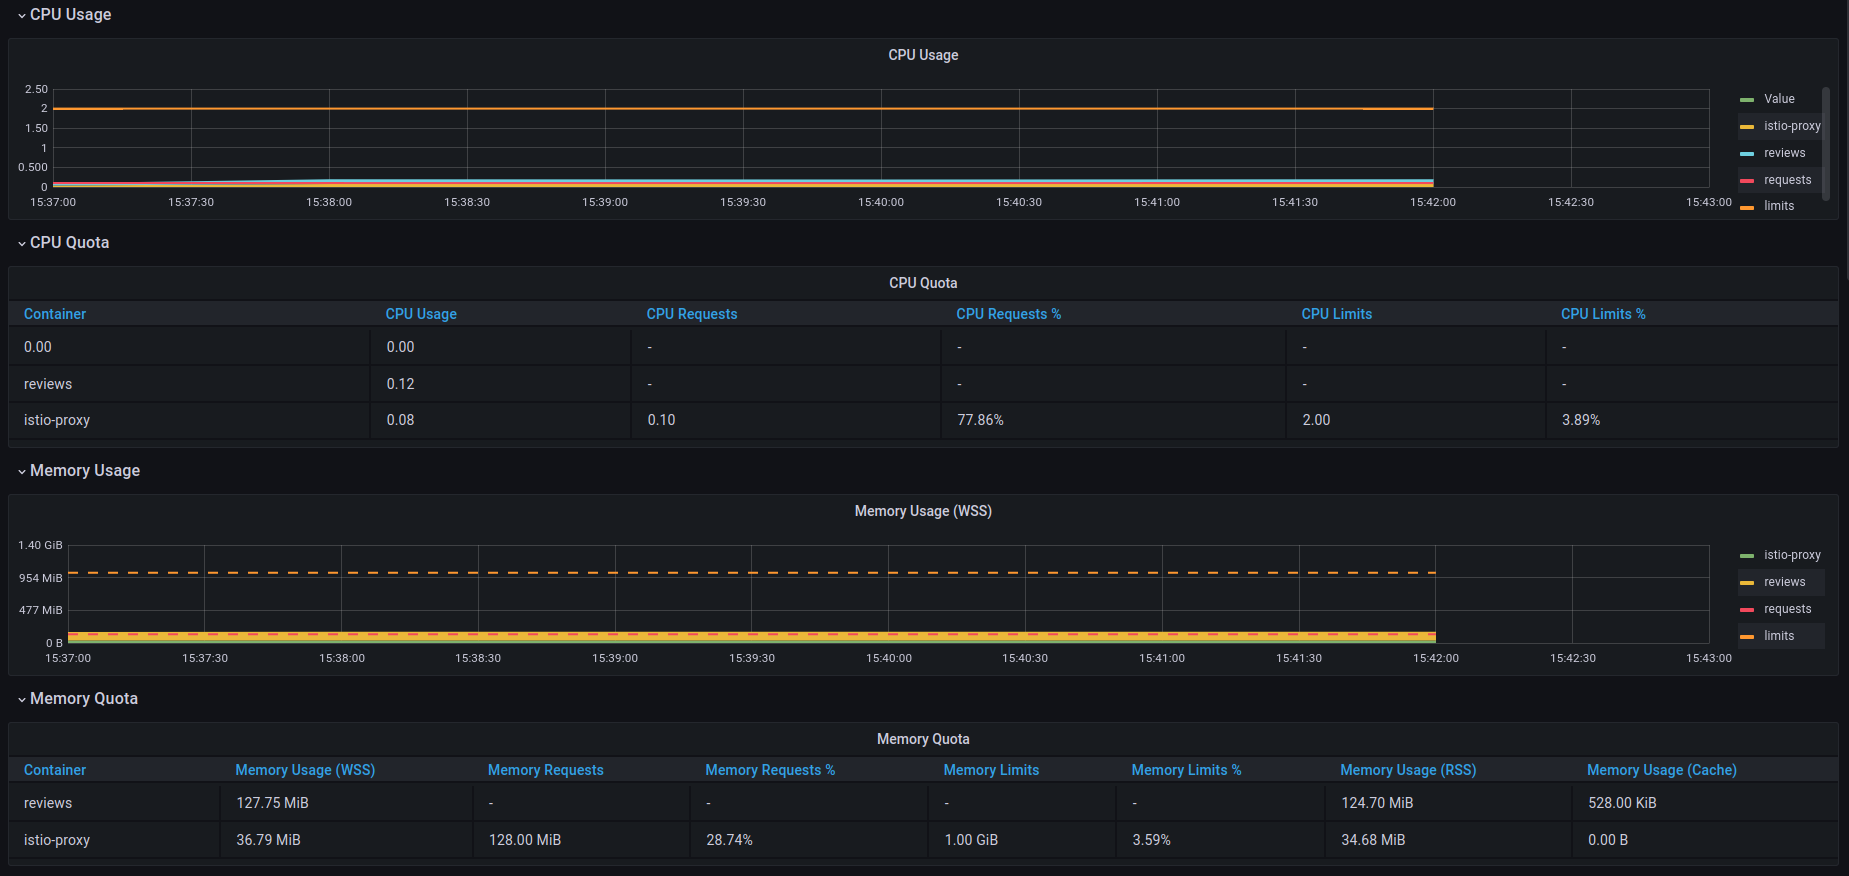 CPU Usage
CPU Usage
2.50
2
1.50
1
0.500
0
15:37:00 15:37:30 15:38:00 15:38:30 15:39:00 15:39:30 15:40:00 15:40:30 15:41:00 15:41:30 15:42:00 15:42:30 15:43:00
Value
istio-proxy
reviews
requests
limits
CPU Quota
CPU Quota
Container CPU Usage CPU Requests CPU Requests % CPU Limits CPU Limits %
0.00 0.00 - - - -
reviews 0.12 - - - -
istio-proxy 0.08 0.10 77.86% 2.00 3.89%
Memory Usage
Memory Usage (WSS)
1.40 GiB
954 MiB
477 MiB
0 B
15:37:00 15:37:30 15:38:00 15:38:30 15:39:00 15:39:30 15:40:00 15:40:30 15:41:00 15:41:30 15:42:00 15:42:30 15:43:00
istio-proxy
reviews
requests
limits
Memory Quota
Memory Quota
Container Memory Usage (WSS) Memory Requests Memory Requests % Memory Limits Memory Limits % Memory Usage (RSS) Memory Usage (Cache)
reviews 127.75 MiB - - - - 124.70 MiB 528.00 KiB
istio-proxy 36.79 MiB 128.00 MiB 28.74% 1.00 GiB 3.59% 34.68 MiB 0.00 B